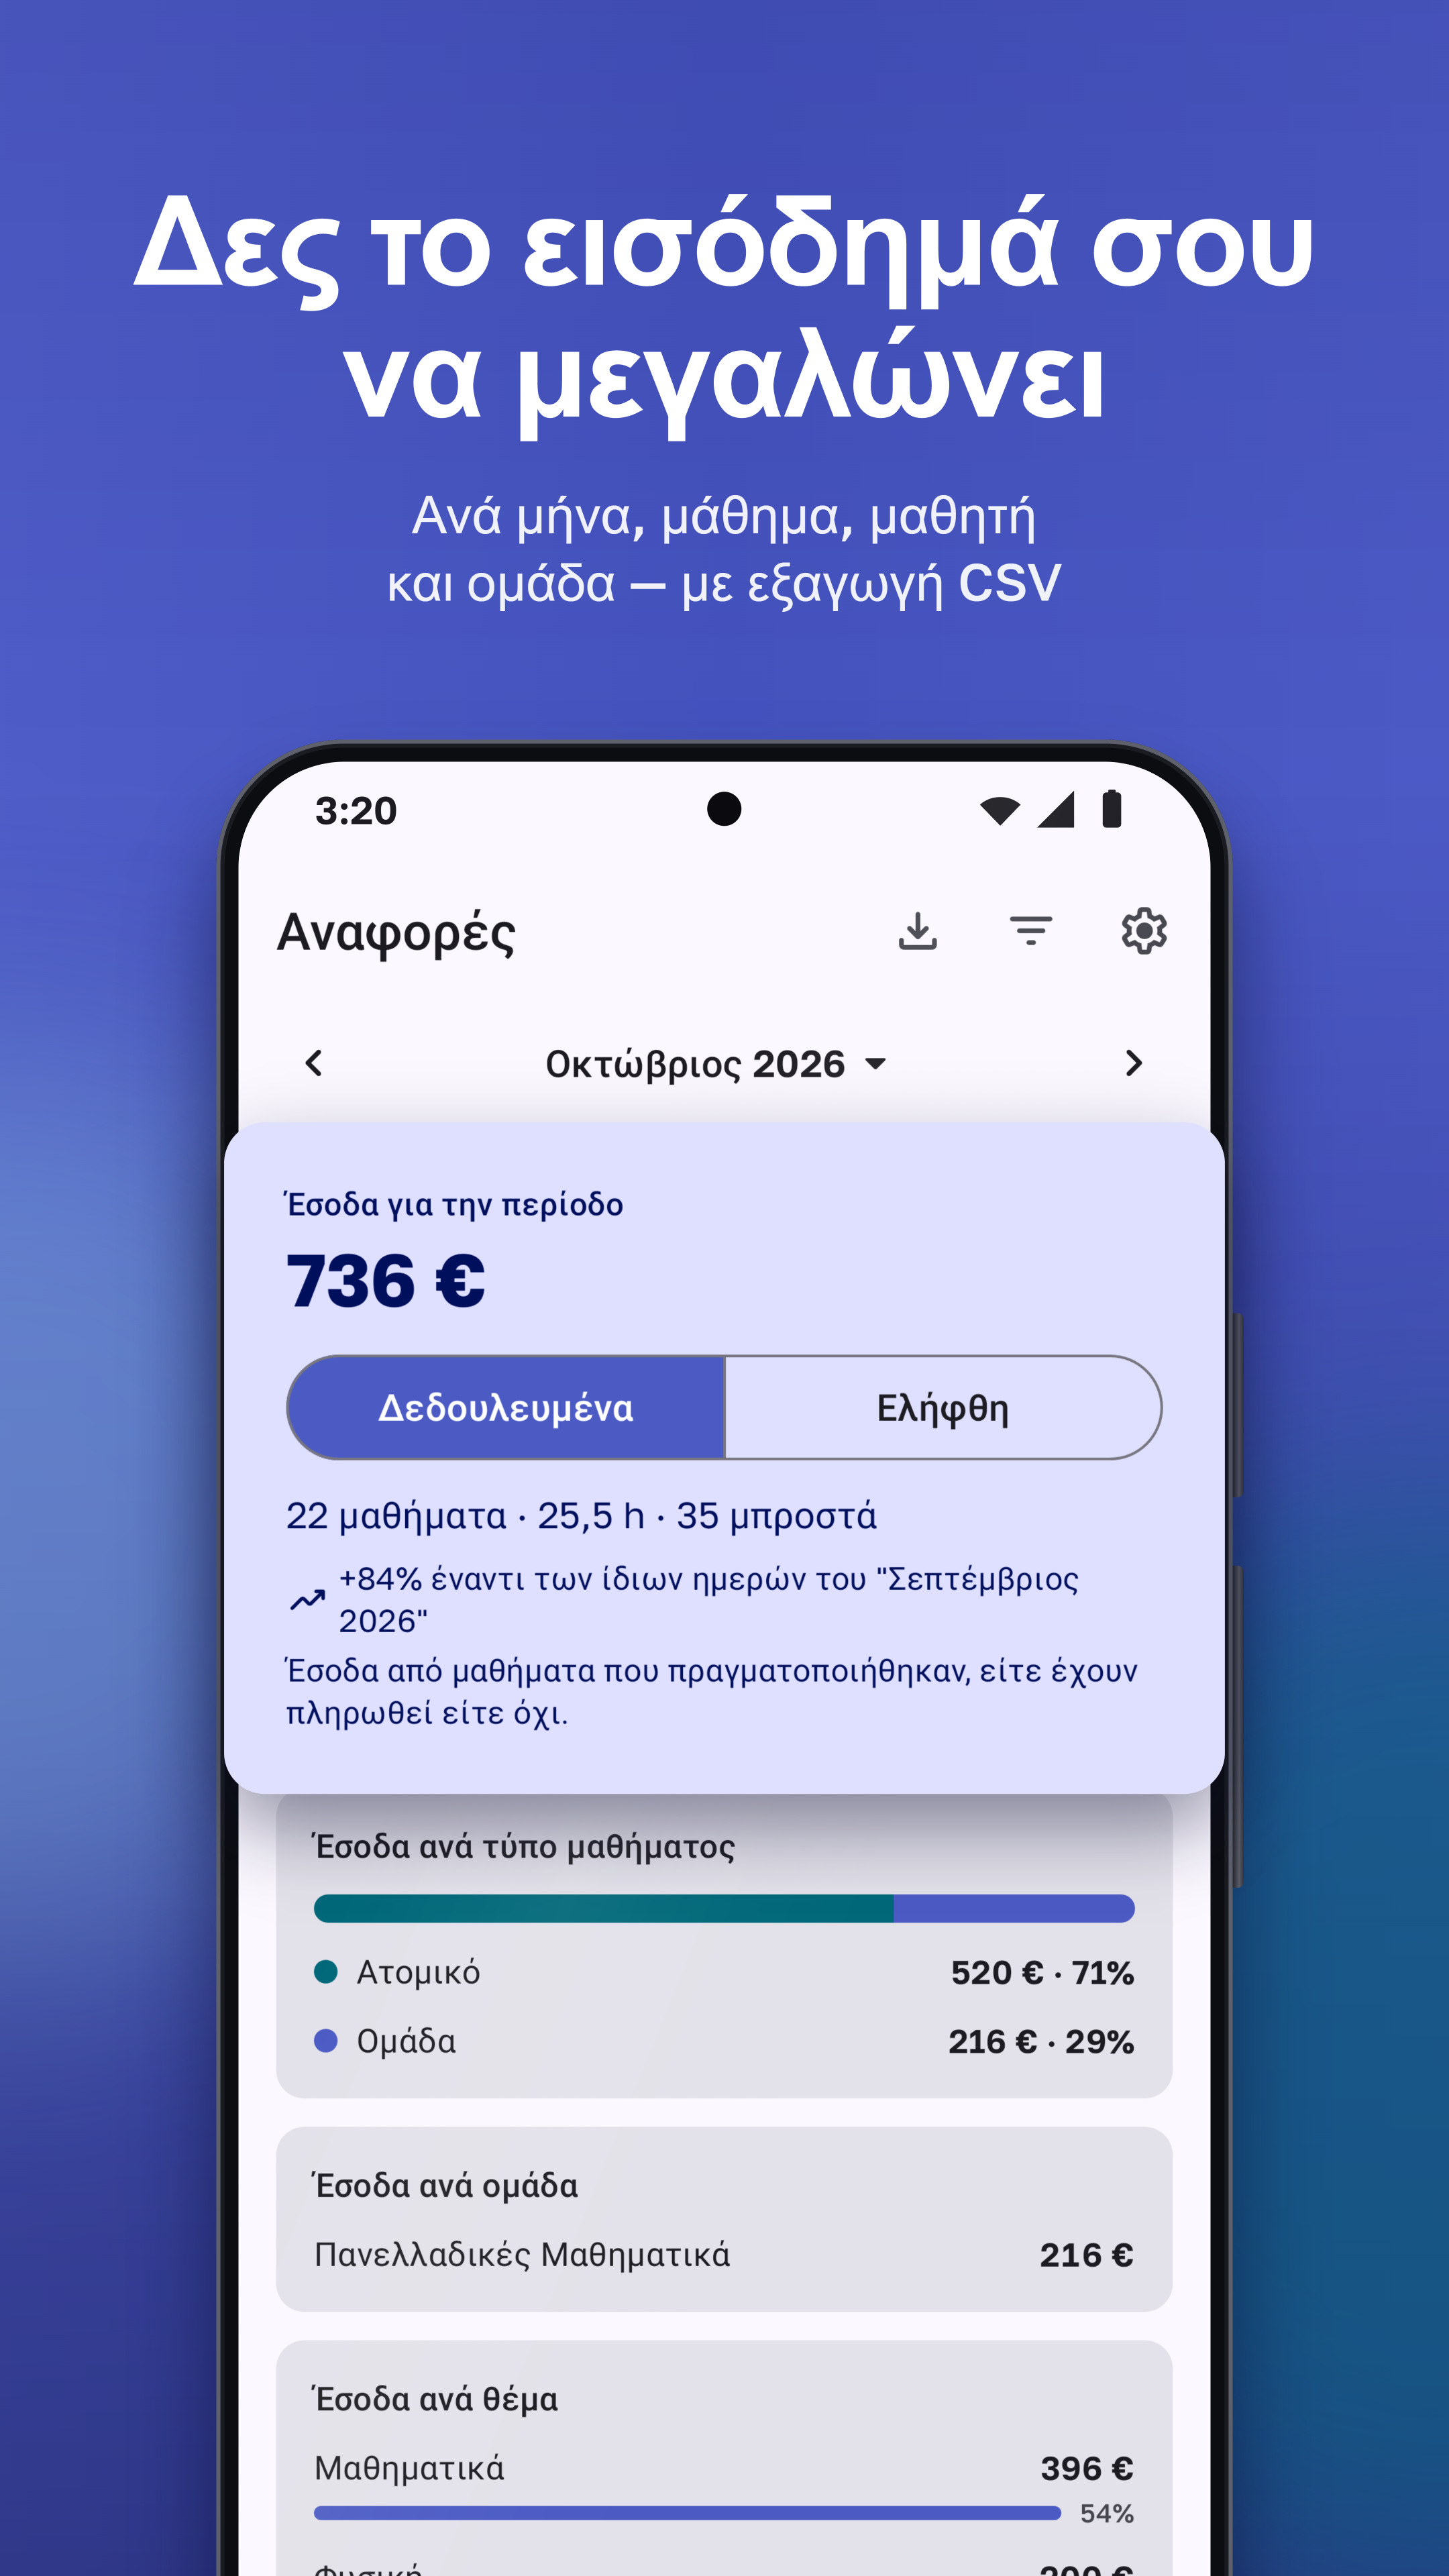 Δες το εισόδημά σου
να μεγαλώνει
Ανά μήνα, μάθημα, μαθητή
και ομάδα — με εξαγωγή CSV
3:20
Αναφορές
Οκτώβριος 2026
Έσοδα για την περίοδο
736 €
Δεδουλευμένα
Ελήφθη
22 μαθήματα · 25,5 h · 35 μπροστά
+84% έναντι των ίδιων ημερών του "Σεπτέμβριος
2026"
Έσοδα από μαθήματα που πραγματοποιήθηκαν, είτε έχουν
πληρωθεί είτε όχι.
Έσοδα ανά τύπο μαθήματος
Ατομικό 520 € · 71%
Ομάδα 216 € · 29%
Έσοδα ανά ομάδα
Πανελλαδικές Μαθηματικά 216 €
Έσοδα ανά θέμα
Μαθηματικά 396 €
54%